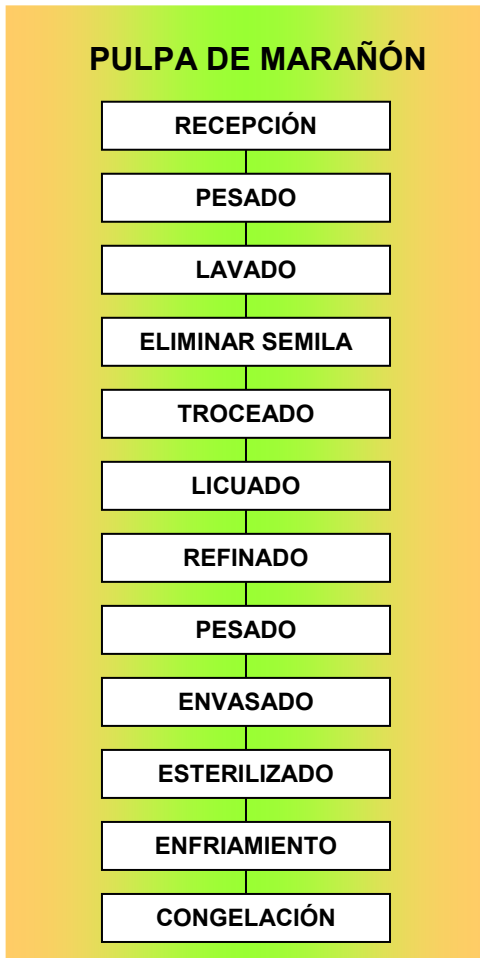 PULPA DE MARAÑÓN
RECEPCIÓN
PESADO
LAVADO
ELIMINAR SEMILA
TROCEADO
LICUADO
REFINADO
PESADO
ENVASADO
ESTERILIZADO
ENFRIAMIENTO
CONGELACIÓN